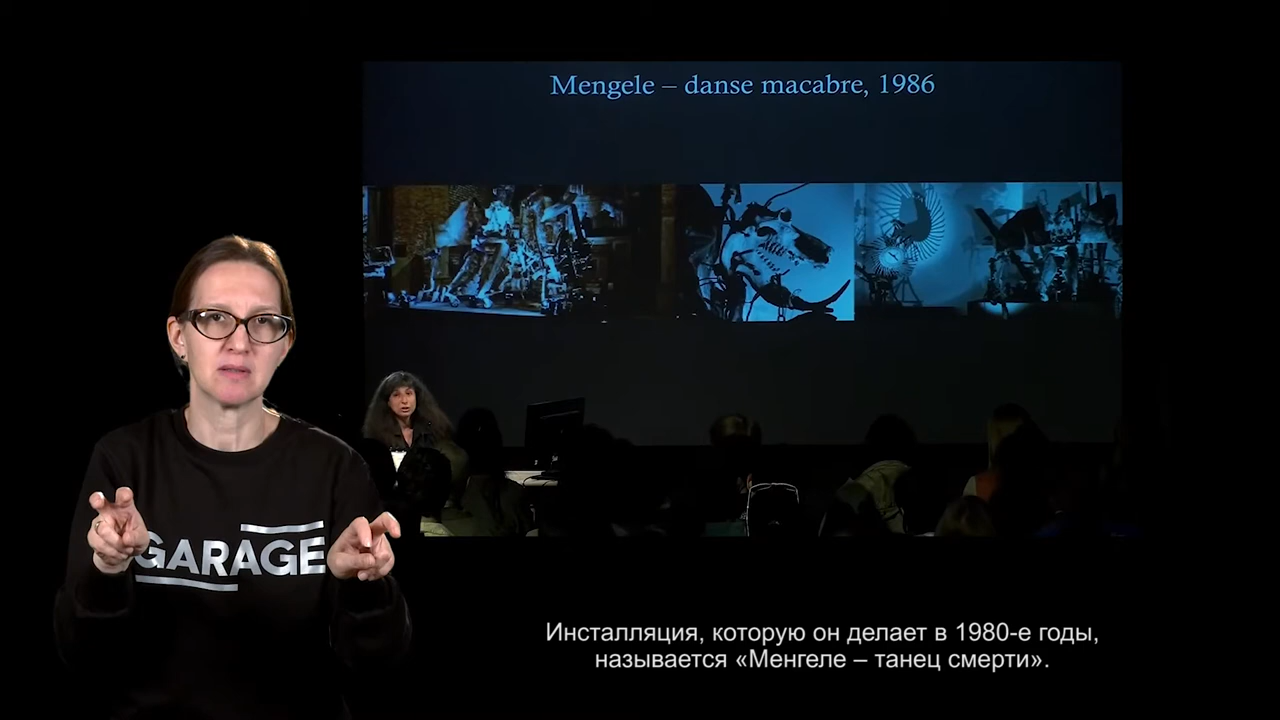 Mengele – danse macabre, 1986
GARAGE
Инсталляция, которую он делает в 1980-е годы,
называется «Менгеле – танец смерти».